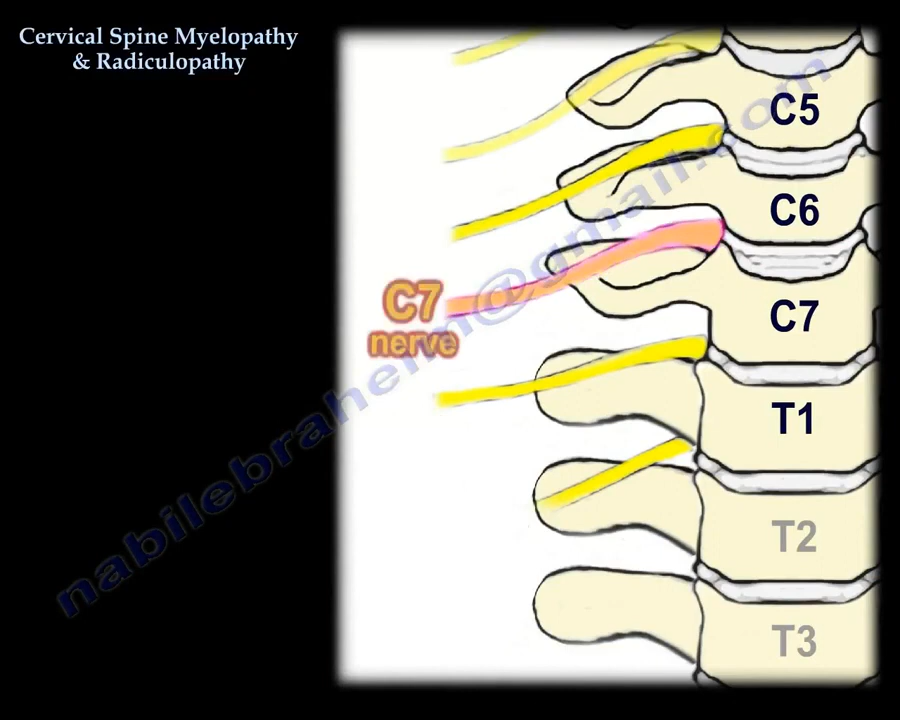 Cervical Spine Myelopathy
& Radiculopathy
C5
C6
C7
nerve
C7
T1
T2
T3
nabilebraheim@gmail.com